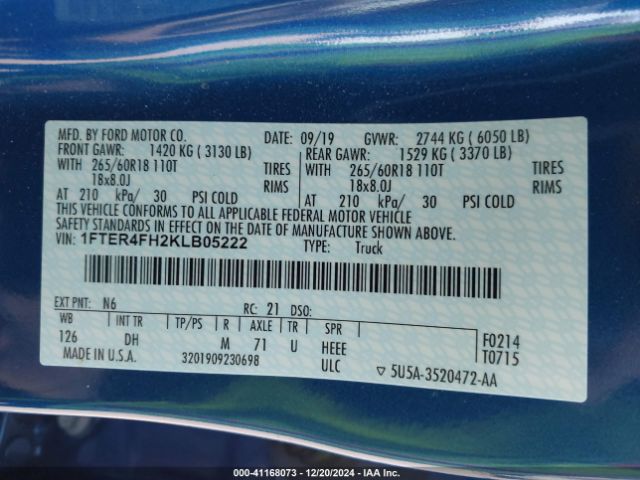 MFD. BY FORD MOTOR CO. DATE: 09/19 GVWR: 2744 KG ( 6050 LB)
FRONT GAWR: 1420 KG ( 3130 LB) REAR GAWR: 1529 KG ( 3370 LB)
WITH 265/60R18 110T TIRES WITH 265/60R18 110T TIRES
18x8.0J RIMS 18x8.0J RIMS
AT 210 kPa/ 30 PSI COLD AT 210 kPa/ 30 PSI COLD
THIS VEHICLE CONFORMS TO ALL APPLICABLE FEDERAL MOTOR VEHICLE
SAFETY STANDARDS IN EFFECT ON THE DATE OF MANUFACTURE SHOWN ABOVE.
VIN: 1FTER4FH2KLB05222 TYPE: Truck
EXT PNT: N6 RC: 21 DSO:
WB INT TR TP/PS R AXLE TR SPR F0214
126 DH M 71 U HEEE T0715
MADE IN U.S.A. 3201909230698 ULC ▽ 5U5A-3520472-AA
000-41168073 - 12/20/2024 - IAA Inc.